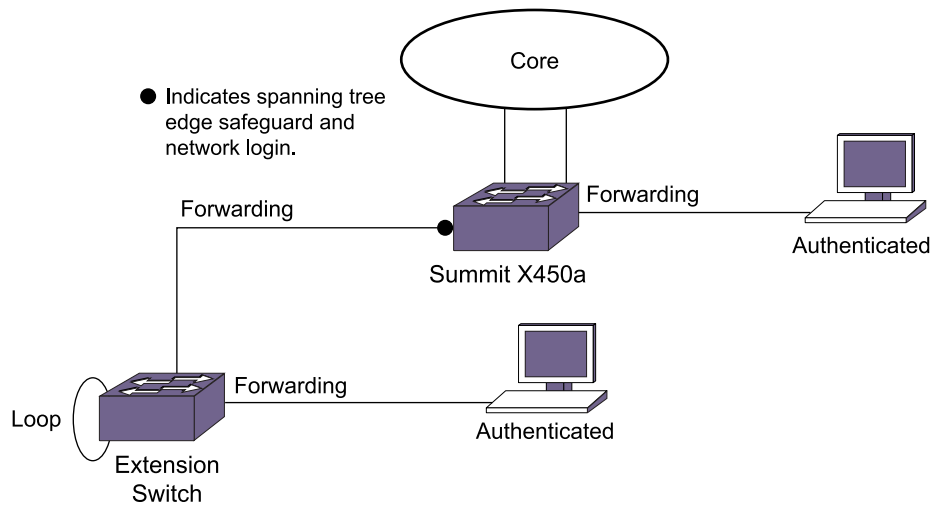 Core
Indicates spanning tree
edge safeguard and
network login.
Forwarding
Forwarding
Authenticated
Summit X450a
Forwarding
Loop
Authenticated
Extension
Switch